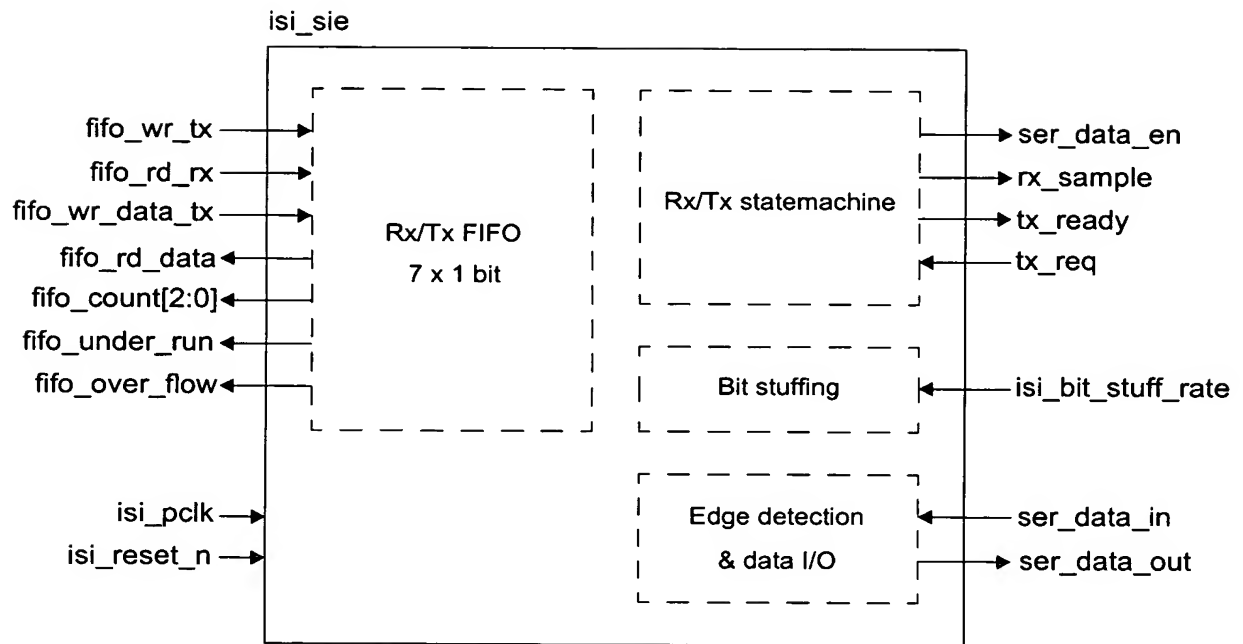 isi_sie
fifo_wr_tx
fifo_rd_rx
fifo_wr_data_tx
fifo_rd_data
fifo_count[2:0]
fifo_under_run
fifo_over_flow
isi_pclk
isi_reset_n
Rx/Tx FIFO
7 x 1 bit
Rx/Tx statemachine
Bit stuffing
Edge detection
& data I/O
ser_data_en
rx_sample
tx_ready
tx_req
isi_bit_stuff_rate
ser_data_in
ser_data_out